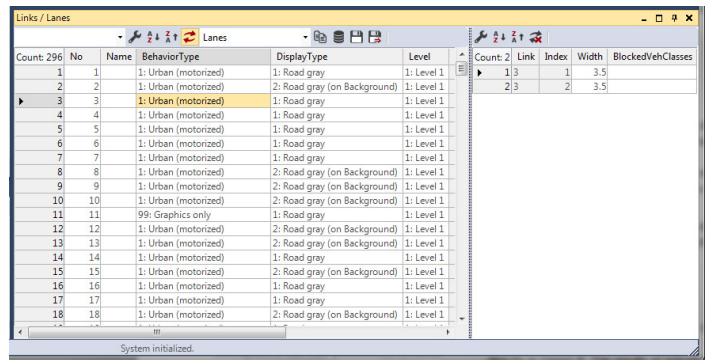 Links / Lanes
Lanes
Count: 296 No Name BehaviorType DisplayType Level
1 1 1: Urban (motorized) 1: Road gray 1: Level 1
2 2 1: Urban (motorized) 2: Road gray (on Background) 1: Level 1
3 3 1: Urban (motorized) 1: Road gray 1: Level 1
4 4 1: Urban (motorized) 1: Road gray 1: Level 1
5 5 1: Urban (motorized) 1: Road gray 1: Level 1
6 6 1: Urban (motorized) 1: Road gray 1: Level 1
7 7 1: Urban (motorized) 1: Road gray 1: Level 1
8 8 1: Urban (motorized) 2: Road gray (on Background) 1: Level 1
9 9 1: Urban (motorized) 2: Road gray (on Background) 1: Level 1
10 10 1: Urban (motorized) 2: Road gray (on Background) 1: Level 1
11 11 99: Graphics only 1: Road gray 1: Level 1
12 12 1: Urban (motorized) 2: Road gray (on Background) 1: Level 1
13 13 1: Urban (motorized) 2: Road gray (on Background) 1: Level 1
14 14 1: Urban (motorized) 1: Road gray 1: Level 1
15 15 1: Urban (motorized) 2: Road gray (on Background) 1: Level 1
16 16 1: Urban (motorized) 1: Road gray 1: Level 1
17 17 1: Urban (motorized) 1: Road gray 1: Level 1
18 18 1: Urban (motorized) 2: Road gray (on Background) 1: Level 1
Count: 2 Link Index Width BlockedVehClasses
1 3 1 3.5
2 3 2 3.5
System initialized.